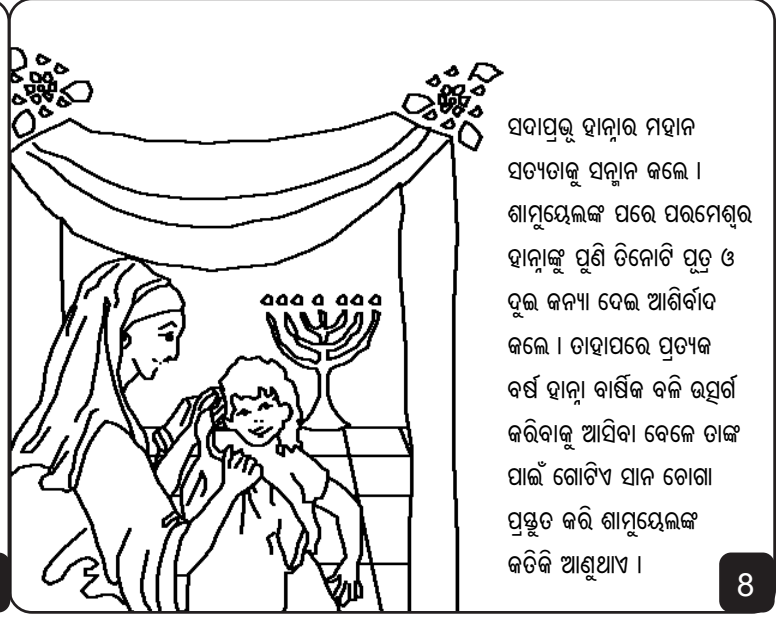 ସଦାପ୍ରଭୂ ହାନ୍ନାର ମହାନ
ସତ୍ୟତାକୁ ସନ୍ମାନ କଲେ ।
ଶାମୁୟେଲଙ୍କ ପରେ ପରମେଶ୍ୱର
ହାନ୍ନାଙ୍କୁ ପୁଣି ତିନୋଟି ପୂତ୍ର ଓ
ଦୁଇ କନ୍ୟା ଦେଇ ଆଶିର୍ବାଦ
କଲେ । ତାହାପରେ ପ୍ରତ୍ୟକ
ବର୍ଷ ହାନ୍ନା ବାର୍ଷିକ ବଳି ଉତ୍ସର୍ଗ
କରିବାକୁ ଆସିବା ବେଳେ ତାଙ୍କ
ପାଇଁ ଗୋଟିଏ ସାନ ଚୋଗା
ପ୍ରସ୍ତୁତ କରି ଶାମୁୟେଲଙ୍କ
କତିକି ଆଣୁଥାଏ ।
8